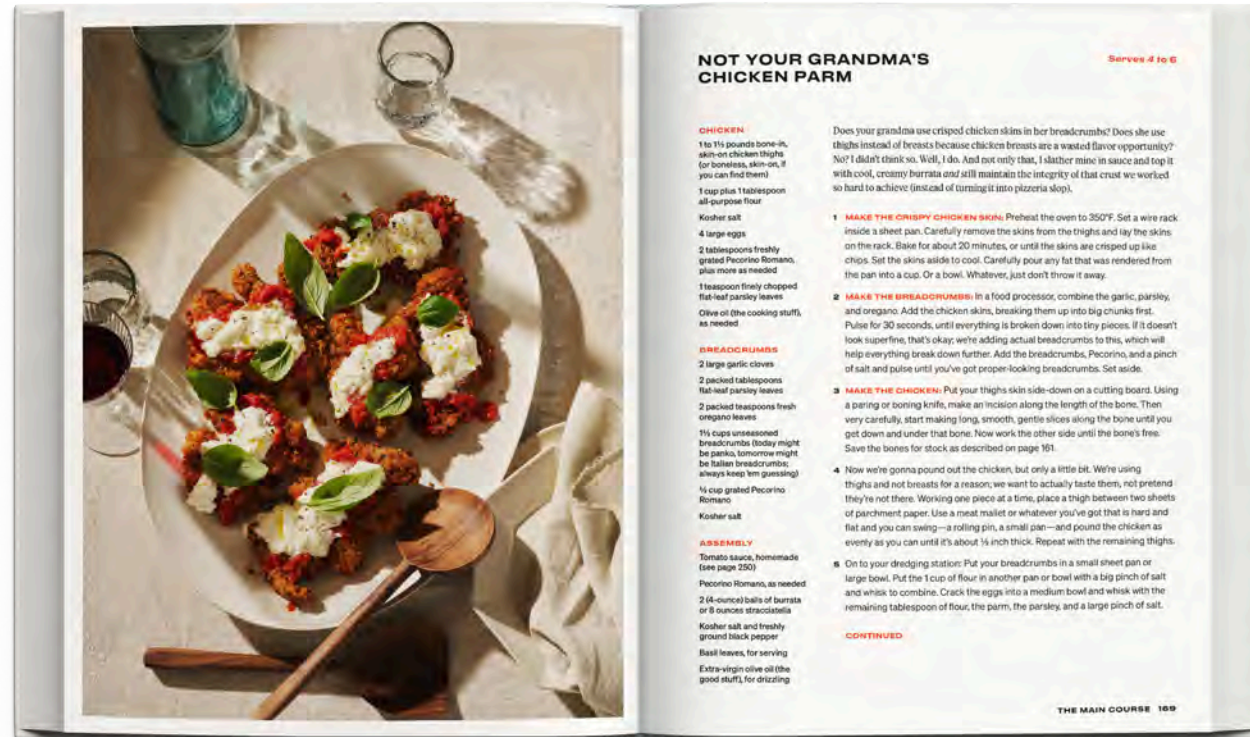 NOT YOUR GRANDMA'S
CHICKEN PARM
Serves 4 to 6
CHICKEN
1 to 1½ pounds bone-in,
skin-on chicken thighs
(or boneless, skin-on, if
you can find them)
1 cup plus 1 tablespoon
all-purpose flour
Kosher salt
4 large eggs
2 tablespoons freshly
grated Pecorino Romano,
plus more as needed
1 teaspoon finely chopped
flat-leaf parsley leaves
Olive oil (the cooking stuff),
as needed
BREADCRUMBS
2 large garlic cloves
2 packed tablespoons
flat-leaf parsley leaves
2 packed teaspoons fresh
oregano leaves
cups unseasoned
breadcrumbs (today might
be panko, tomorrow might
be Italian breadcrumbs;
always keep 'em guessing)
cup grated Pecorino
Romano
Kosher salt
ASSEMBLY
Tomato sauce, homemade
(see page 250)
Pecorino Romano, as needed
2 (4-ounce) balls of burrata
or 8 ounces stracciatella
Kosher salt and freshly
ground black pepper
Basil leaves, for serving
Extra-virgin olive oil (the
good stuff), for drizzling
Does your grandma use crisped chicken skins in her breadcrumbs? Does she use
thighs instead of breasts because chicken breasts are a wasted flavor opportunity?
No? I didn't think so. Well, I do. And not only that, I slather mine in sauce and top it
with cool, creamy burrata and still maintain the integrity of that crust we worked
so hard to achieve (instead of turning it into pizzeria slop).
1 MAKE THE CRISPY CHICKEN SKIN: Preheat the oven to 350°F. Set a wire rack
inside a sheet pan. Carefully remove the skins from the thighs and lay the skins
on the rack. Bake for about 20 minutes, or until the skins are crisped up like
chips. Set the skins aside to cool. Carefully pour any fat that was rendered from
the pan into a cup. Or a bowl. Whatever, just don't throw it away.
2 MAKE THE BREADCRUMBS: In a food processor, combine the garlic, parsley,
and oregano. Add the chicken skins, breaking them up into big chunks first.
Pulse for 30 seconds, until everything is broken down into tiny pieces. If it doesn't
look superfine, that's okay; we're adding actual breadcrumbs to this, which will
help everything break down further. Add the breadcrumbs, Pecorino, and a pinch
of salt and pulse until you've got proper-looking breadcrumbs. Set aside.
3 MAKE THE CHICKEN: Put your thighs skin side-down on a cutting board. Using
a paring or boning knife, make an incision along the length of the bone. Then
very carefully, start making long, smooth, gentle slices along the bone until you
get down and under that bone. Now work the other side until the bone's free.
Save the bones for stock as described on page 161.
4 Now we're gonna pound out the chicken, but only a little bit. We're using
thighs and not breasts for a reason; we want to actually taste them, not pretend
they're not there. Working one piece at a time, place a thigh between two sheets
of parchment paper. Use a meat mallet or whatever you've got that is hard and
flat and you can swing—a rolling pin, a small pan—and pound the chicken as
evenly as you can until it's about inch thick. Repeat with the remaining thighs.
5 On to your dredging station: Put your breadcrumbs in a small sheet pan or
large bowl. Put the 1 cup of flour in another pan or bowl with a big pinch of salt
and whisk to combine. Crack the eggs into a medium bowl and whisk with the
remaining tablespoon of flour, the parm, the parsley, and a large pinch of salt.
CONTINUED
THE MAIN COURSE 169